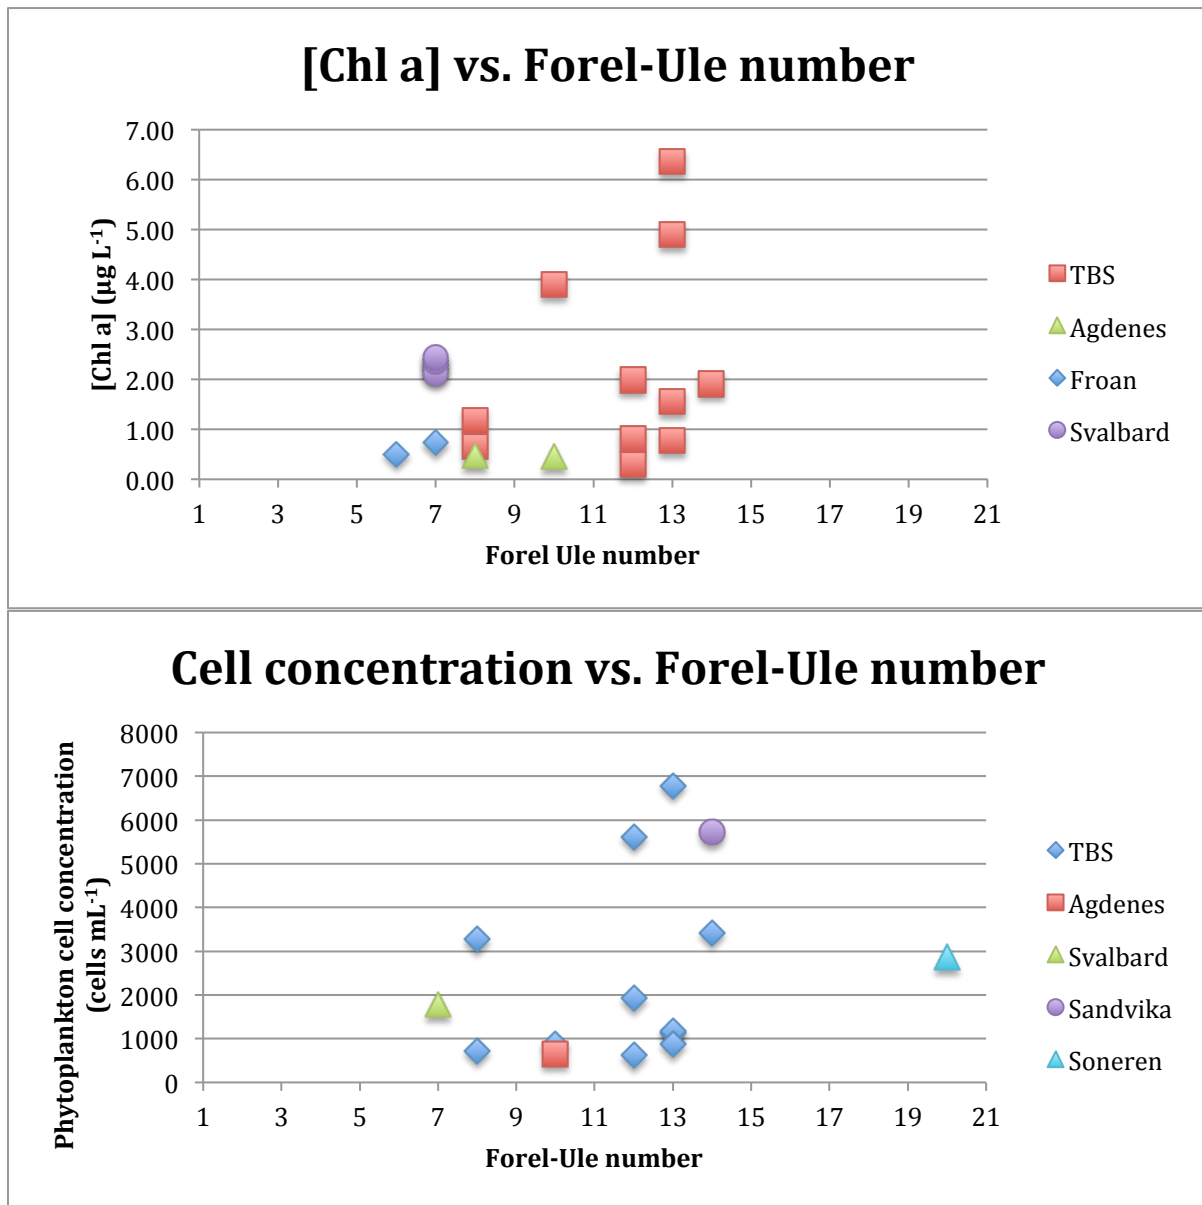 [Chl a] vs. Forel-Ule number
[Chl a] (µg L-1)
7.00
6.00
5.00
4.00
3.00
2.00
1.00
0.00
1 3 5 7 9 11 13 15 17 19 21
Forel Ule number
TBS
Agdenes
Froan
Svalbard
Cell concentration vs. Forel-Ule number
Phytoplankton cell concentration
(cells mL-1)
8000
7000
6000
5000
4000
3000
2000
1000
0
1 3 5 7 9 11 13 15 17 19 21
Forel-Ule number
TBS
Agdenes
Svalbard
Sandvika
Soneren